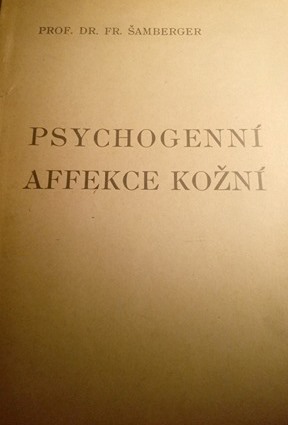 PROF. DR. FR. ŠAMBERGER
PSYCHOGENNÍ
AFFEKCE KOŽNÍ